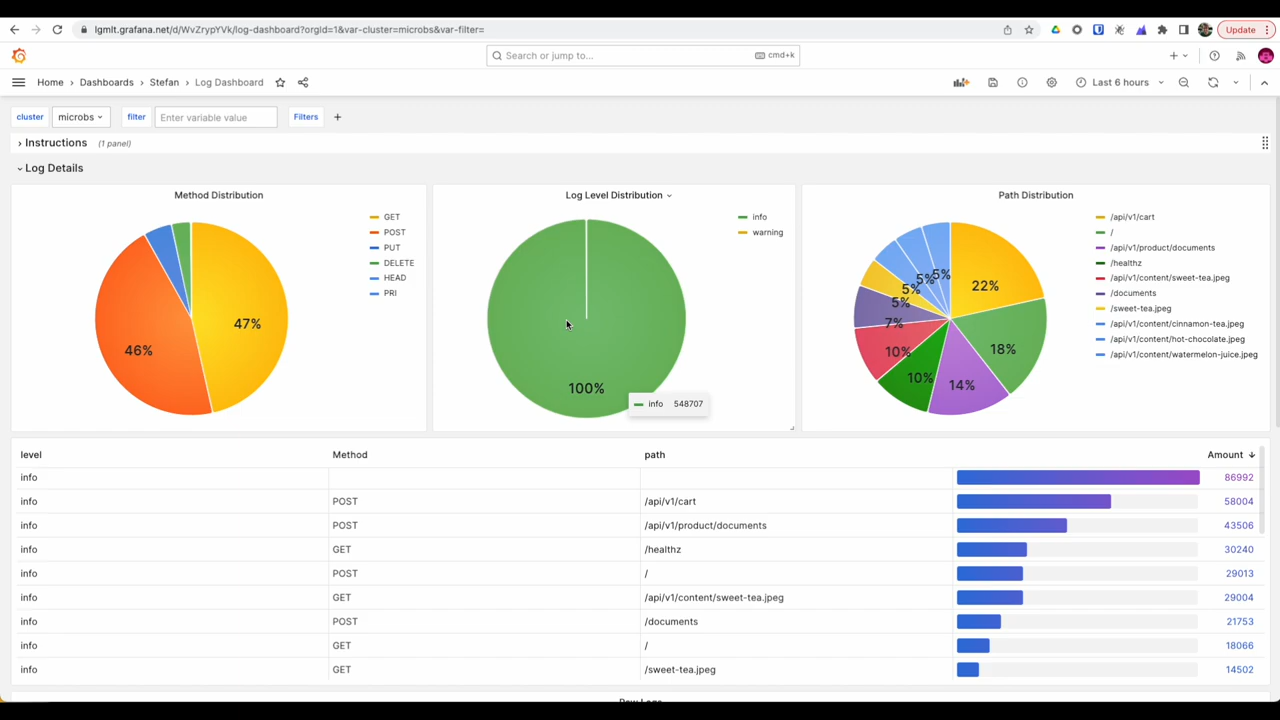 lgmlt.grafana.net/d/WvZrypYVk/log-dashboard?orgId=1&var-cluster=microbs&var-filter=
Update
Search or jump to...
cmd+k
Home > Dashboards > Stefan > Log Dashboard
Last 6 hours
cluster microbs filter Enter variable value Filters +
Instructions (1 panel)
Log Details
Method Distribution
47%
46%
GET
POST
PUT
DELETE
HEAD
PRI
Log Level Distribution
100%
info 548707
info
warning
Path Distribution
22%
18%
14%
10%
10%
7%
5%
5%
5%
5%
/api/v1/cart
/
/api/v1/product/documents
/healthz
/api/v1/content/sweet-tea.jpeg
/documents
/sweet-tea.jpeg
/api/v1/content/cinnamon-tea.jpeg
/api/v1/content/hot-chocolate.jpeg
/api/v1/content/watermelon-juice.jpeg
level Method path Amount
info 86992
info POST /api/v1/cart 58004
info POST /api/v1/product/documents 43506
info GET /healthz 30240
info POST / 29013
info GET /api/v1/content/sweet-tea.jpeg 29004
info POST /documents 21753
info GET / 18066
info GET /sweet-tea.jpeg 14502